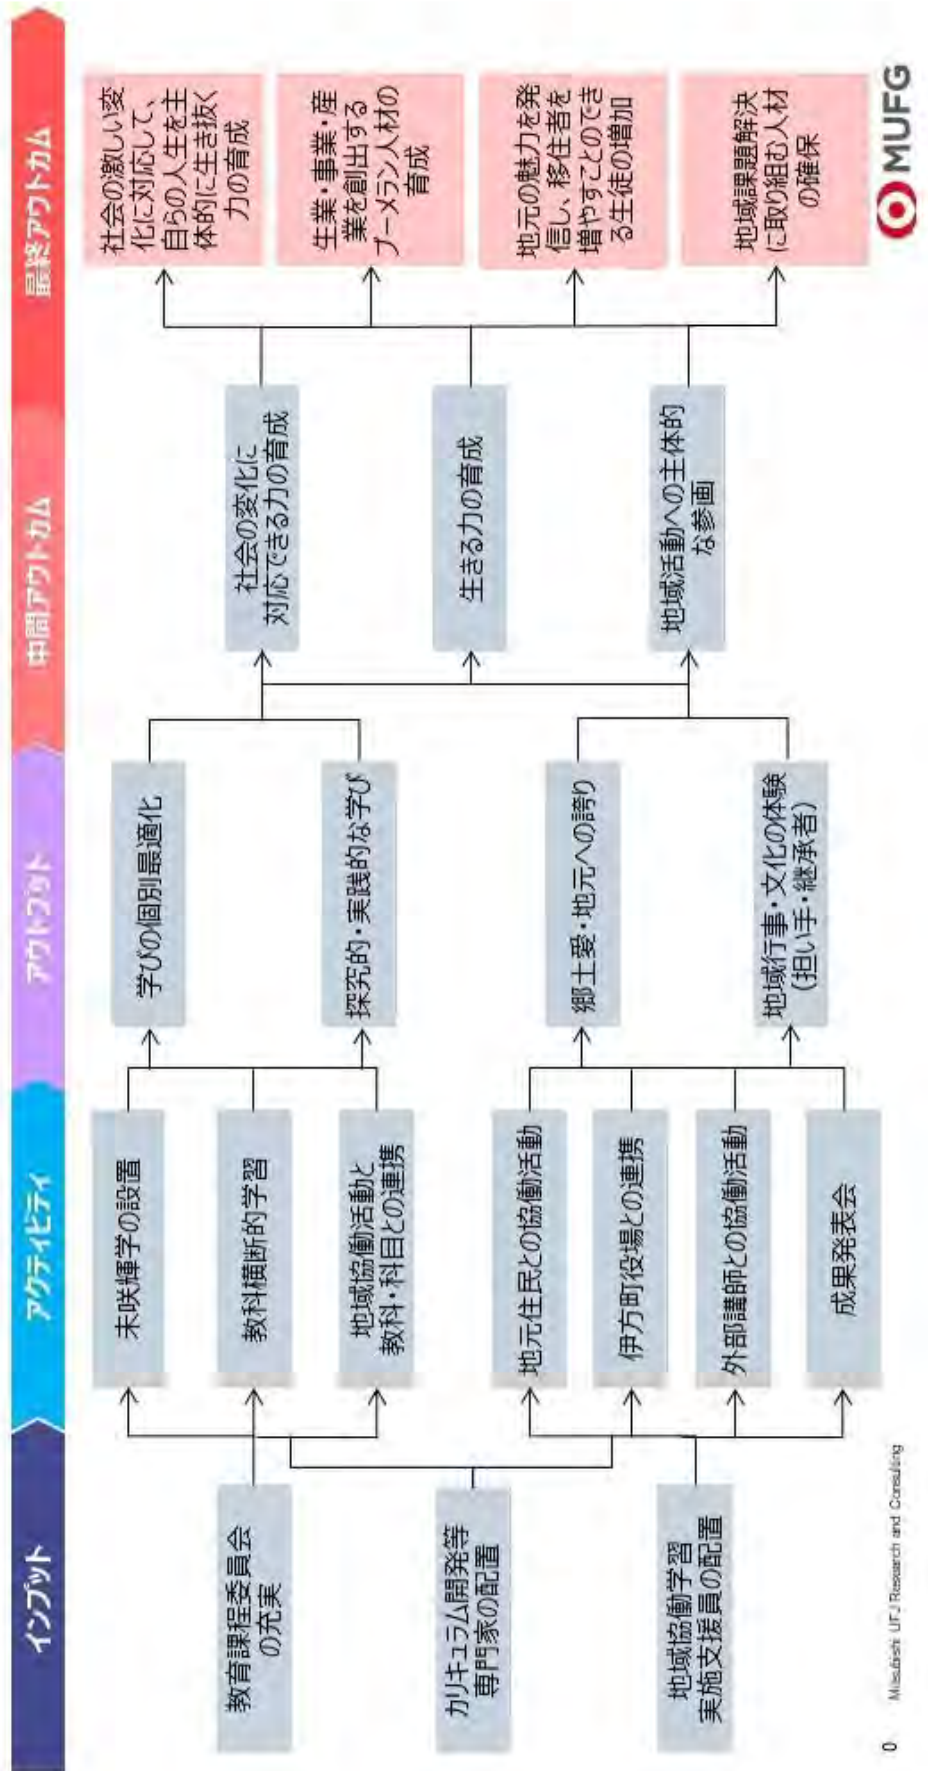 インプット
アクティビティ
アウトプット
中間アウトカム
最終アウトカム
教育課程委員会
の充実
カリキュラム開発等
専門家の配置
地域協働学習
実施支援員の配置
未咲輝学の設置
教科横断的学習
地域協働活動と
教科・科目との連携
地元住民との協働活動
伊方町役場との連携
外部講師との協働活動
成果発表会
学びの個別最適化
探究的・実践的な学び
郷土愛・地元への誇り
地域行事・文化の体験
（担い手・継承者）
社会の変化に
対応できる力の育成
生きる力の育成
地域活動への主体的
な参画
社会の激しい変
化に対応して、
自らの人生を主
体的に生き抜く
力の育成
生業・事業・産
業を創出する
ブーメラン人材の
育成
地元の魅力を発
信し、移住者を
増やすことのでき
る生徒の増加
地域課題解決
に取り組む人材
の確保
0
Mitsubishi UFJ Research and Consulting
MUFG